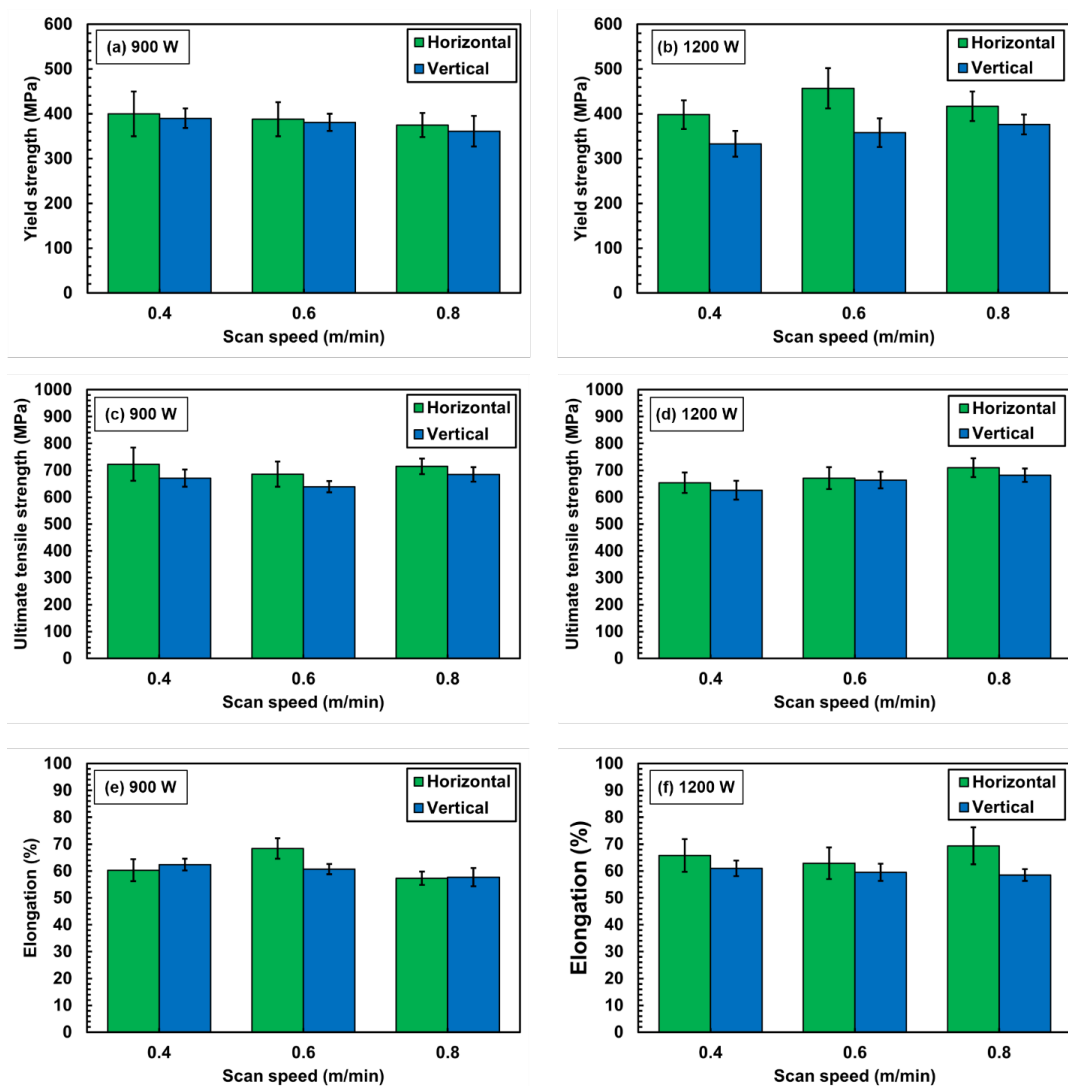 (a) 900 W
Horizontal
Vertical
Yield strength (MPa)
600
500
400
300
200
100
0
0.4 0.6 0.8
Scan speed (m/min)
(b) 1200 W
Horizontal
Vertical
Yield strength (MPa)
600
500
400
300
200
100
0
0.4 0.6 0.8
Scan speed (m/min)
(c) 900 W
Horizontal
Vertical
Ultimate tensile strength (MPa)
1000
900
800
700
600
500
400
300
200
100
0
0.4 0.6 0.8
Scan speed (m/min)
(d) 1200 W
Horizontal
Vertical
Ultimate tensile strength (MPa)
1000
900
800
700
600
500
400
300
200
100
0
0.4 0.6 0.8
Scan speed (m/min)
(e) 900 W
Horizontal
Vertical
Elongation (%)
100
90
80
70
60
50
40
30
20
10
0
0.4 0.6 0.8
Scan speed (m/min)
(f) 1200 W
Horizontal
Vertical
Elongation (%)
100
90
80
70
60
50
40
30
20
10
0
0.4 0.6 0.8
Scan speed (m/min)